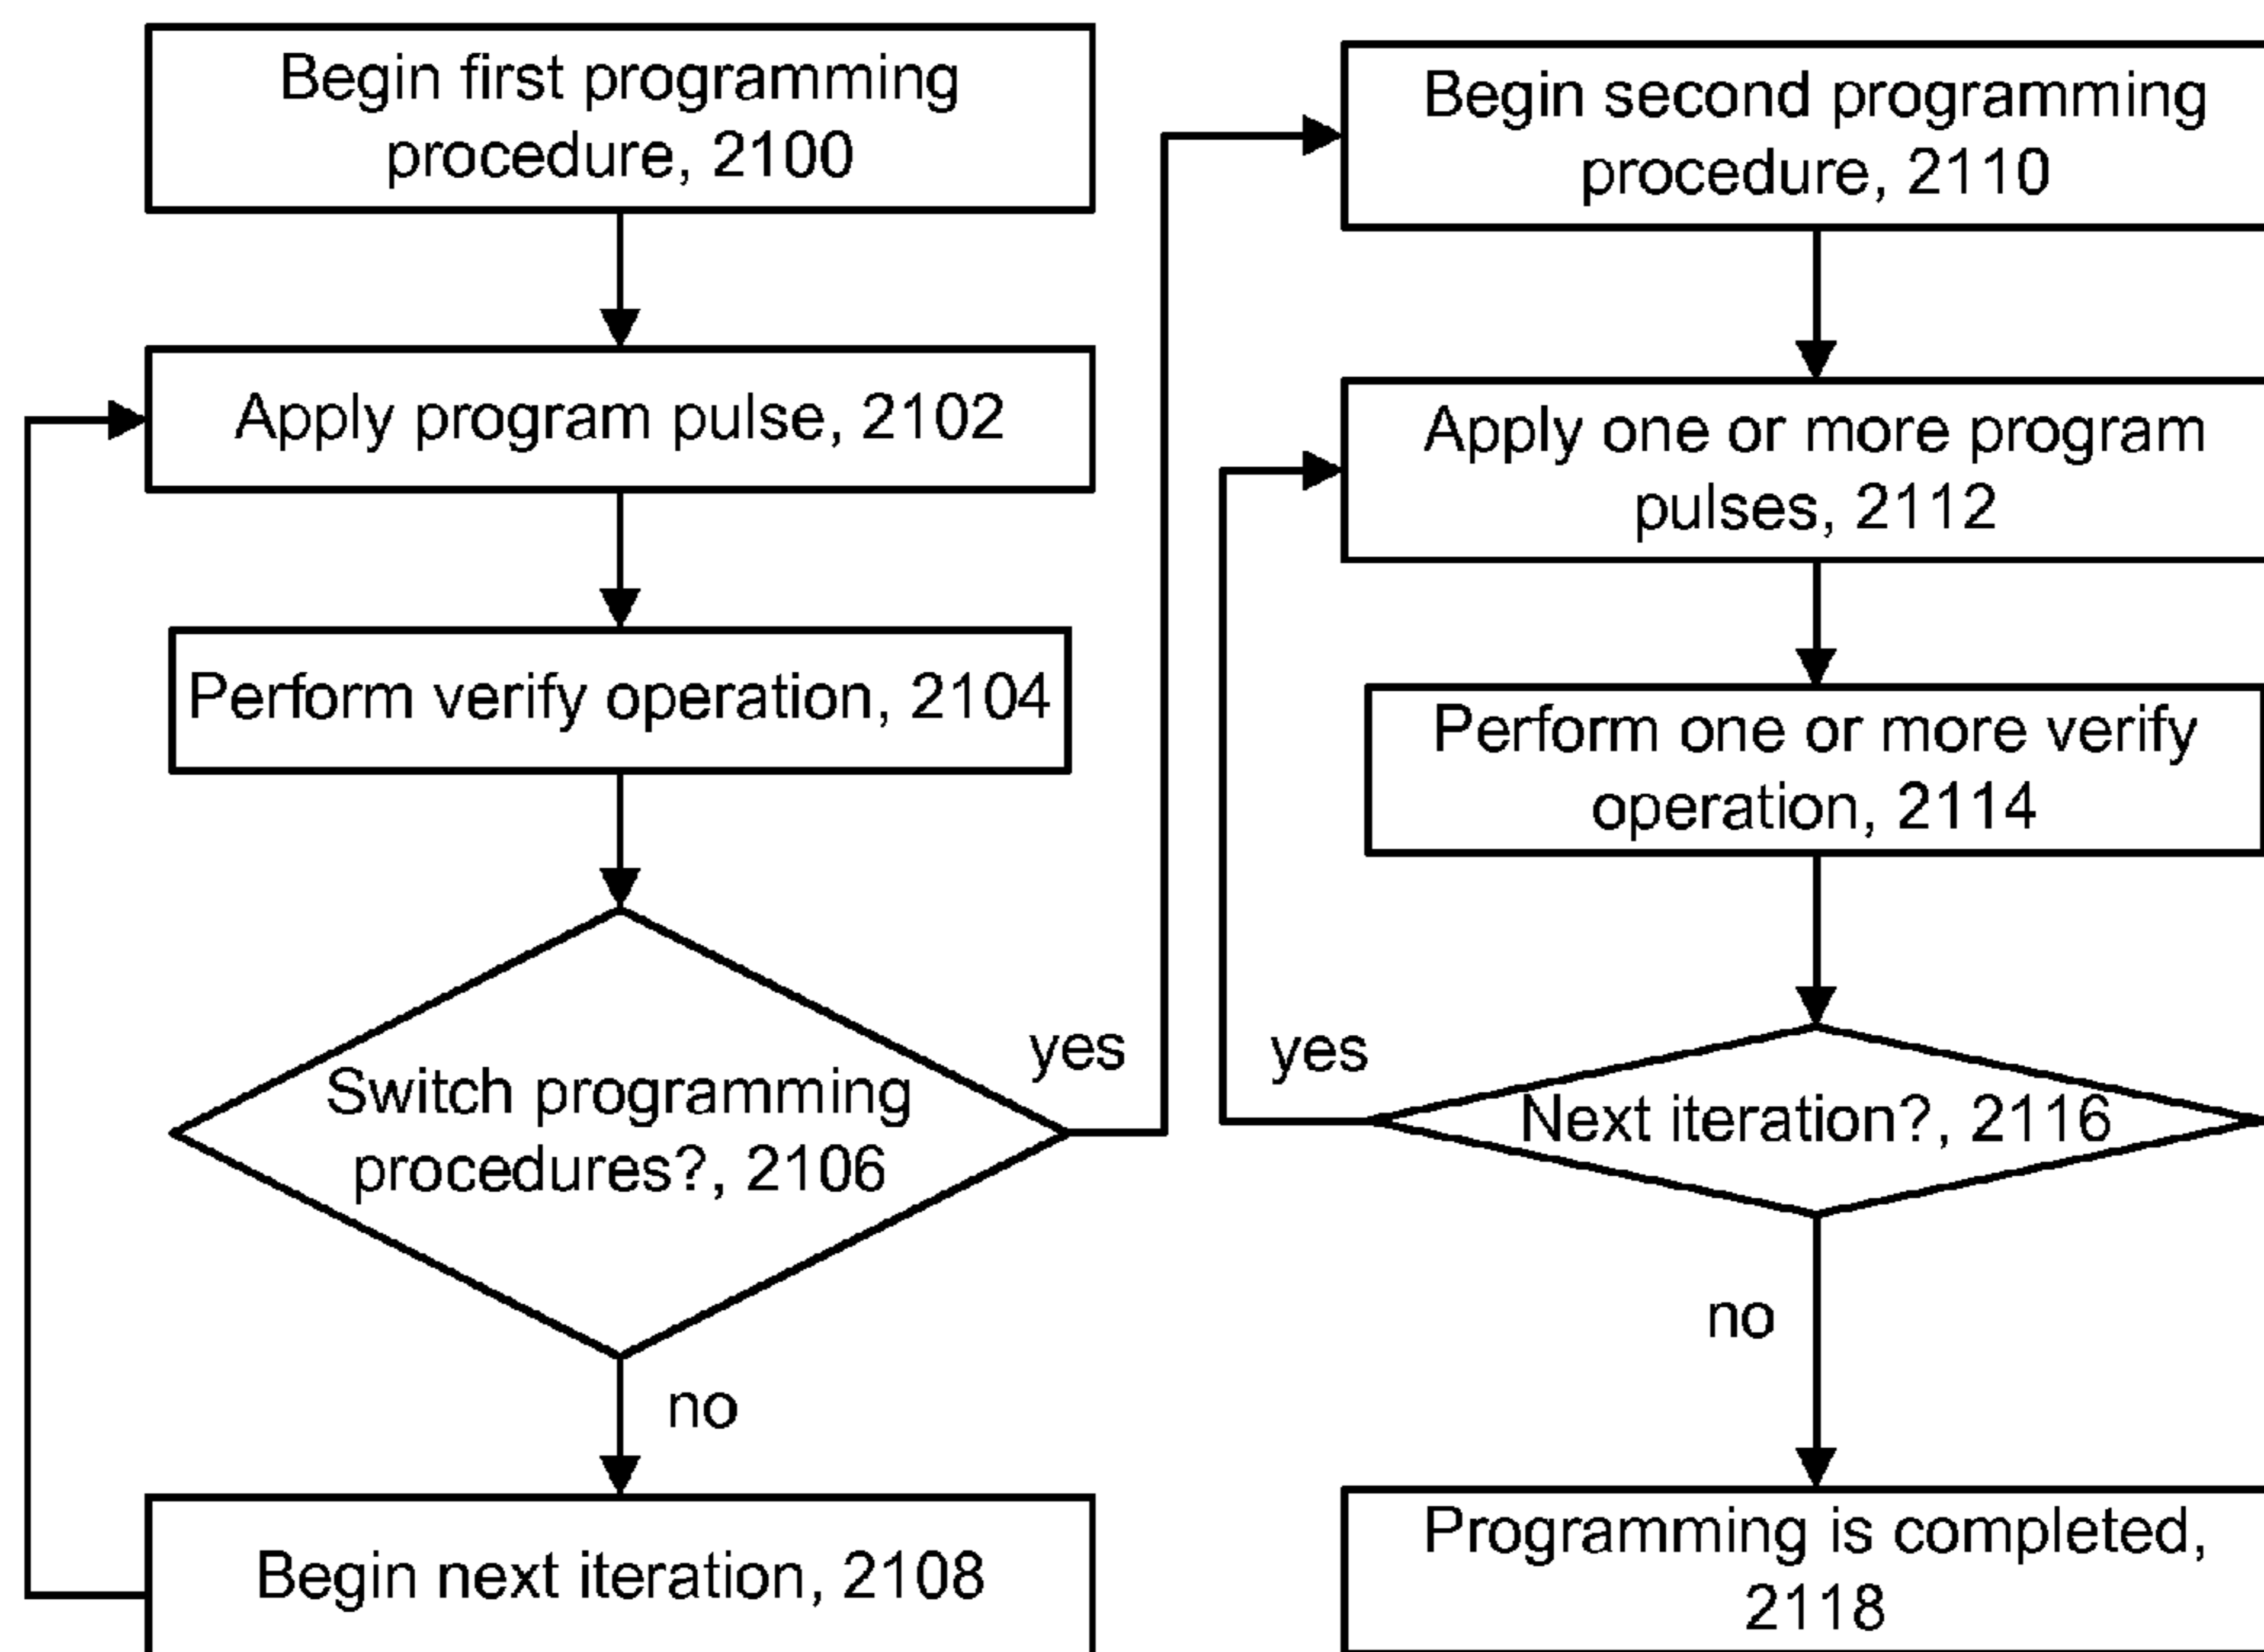 Begin first programming
procedure, 2100
Apply program pulse, 2102
Perform verify operation, 2104
Switch programming
procedures?, 2106
yes
no
Begin next iteration, 2108
Begin second programming
procedure, 2110
Apply one or more program
pulses, 2112
Perform one or more verify
operation, 2114
yes
Next iteration?, 2116
no
Programming is completed,
2118